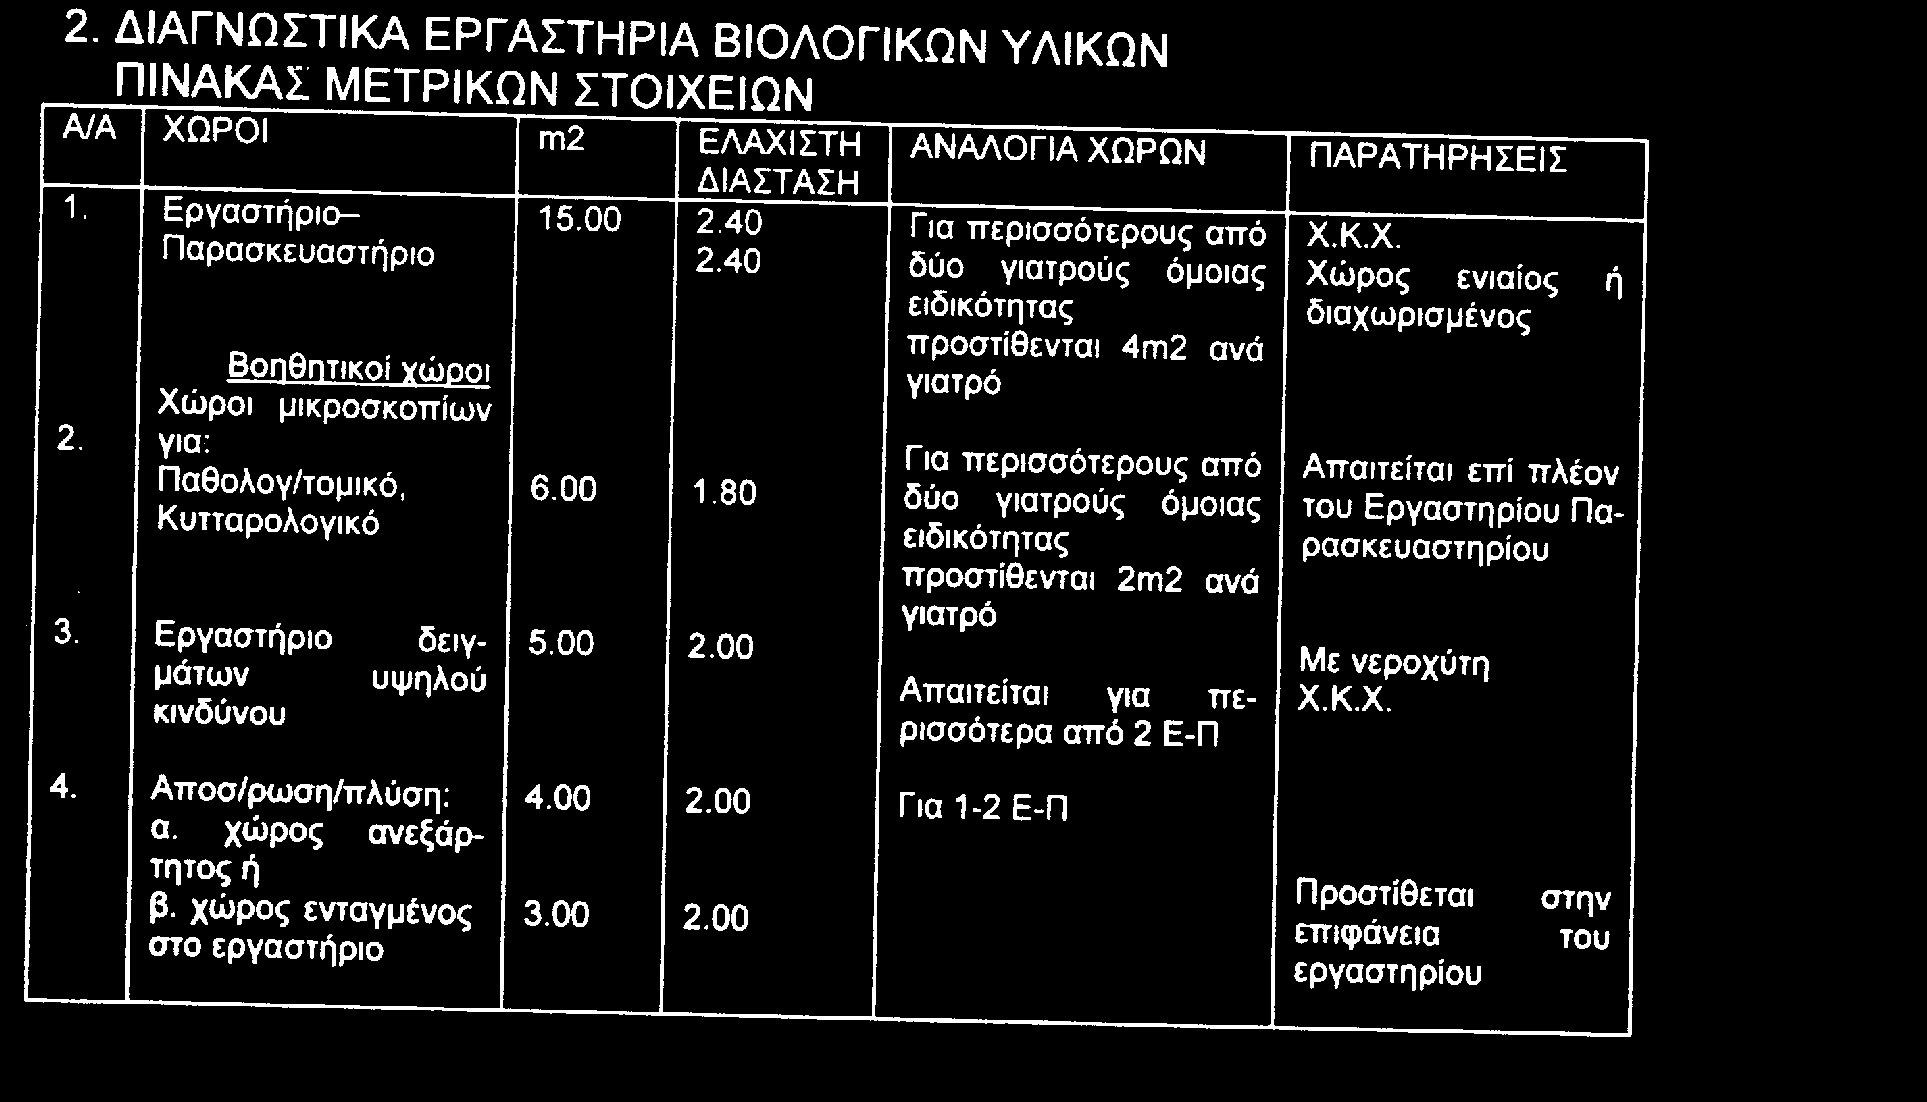 2. ΔΙΑΓΝΩΣΤΙΚΑ ΕΡΓΑΣΤΗΡΙΑ ΒΙΟΛΟΓΙΚΩΝ ΥΛΙΚΩΝ
ΠΙΝΑΚΑΣ ΜΕΤΡΙΚΩΝ ΣΤΟΙΧΕΙΩΝ
Α/Α ΧΩΡΟΙ m2 ΕΛΑΧΙΣΤΗ ΑΝΑΛΟΓΙΑ ΧΩΡΩΝ ΠΑΡΑΤΗΡΗΣΕΙΣ
ΔΙΑΣΤΑΣΗ
1. Εργαστήριο– 15.00 2.40 Για περισσότερους από Χ.Κ.Χ.
Παρασκευαστήριο 2.40 δύο γιατρούς όμοιας Χώρος ενιαίος ή
ειδικότητας διαχωρισμένος
προστίθενται 4m2 ανά
Βοηθητικοί χώροι γιατρό
Χώροι μικροσκοπίων
2. για: Για περισσότερους από Απαιτείται επί πλέον
Παθολογ/τομικό, 6.00 1.80 δύο γιατρούς όμοιας του Εργαστηρίου Πα-
Κυτταρολογικό ειδικότητας ρασκευαστηρίου
προστίθενται 2m2 ανά
γιατρό
3. Εργαστήριο δειγ- 5.00 2.00 Με νεροχύτη
μάτων υψηλού Απαιτείται για πε- Χ.Κ.Χ.
κινδύνου ρισσότερα από 2 Ε-Π
4. Αποσ/ρωση/πλύση: 4.00 2.00 Για 1-2 Ε-Π
α. χώρος ανεξάρ-
τητος ή
β. χώρος ενταγμένος 3.00 2.00 Προστίθεται στην
στο εργαστήριο επιφάνεια του
εργαστηρίου